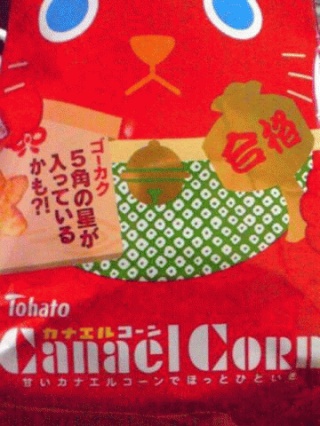 ゴーカク
5角の星が
入っている
かも?!
合格
Tohato
カナエルコーン
Canaél Corn
甘いカナエルコーンでほっとひといき